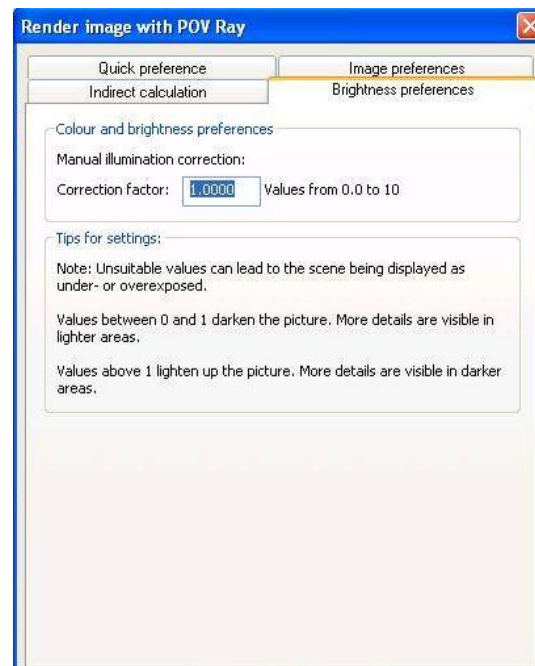 Render image with POV Ray
Quick preference
Image preferences
Indirect calculation
Brightness preferences
Colour and brightness preferences
Manual illumination correction:
Correction factor: 1.0000 Values from 0.0 to 10
Tips for settings:
Note: Unsuitable values can lead to the scene being displayed as
under- or overexposed.
Values between 0 and 1 darken the picture. More details are visible in
lighter areas.
Values above 1 lighten up the picture. More details are visible in darker
areas.